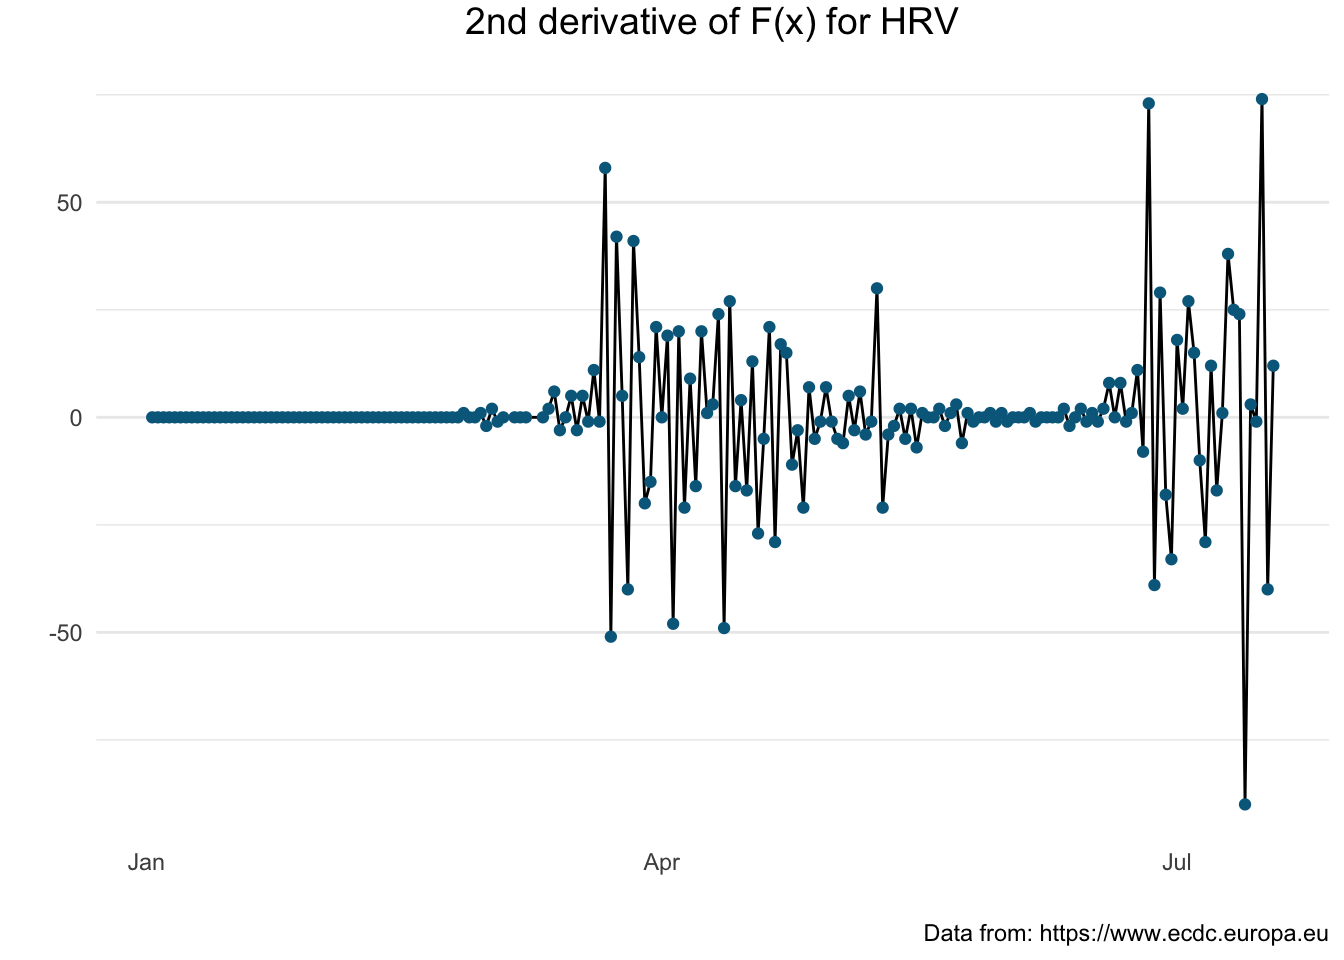 2nd derivative of F(x) for HRV
50
0
-50
Jan Apr Jul
Data from: https://www.ecdc.europa.eu